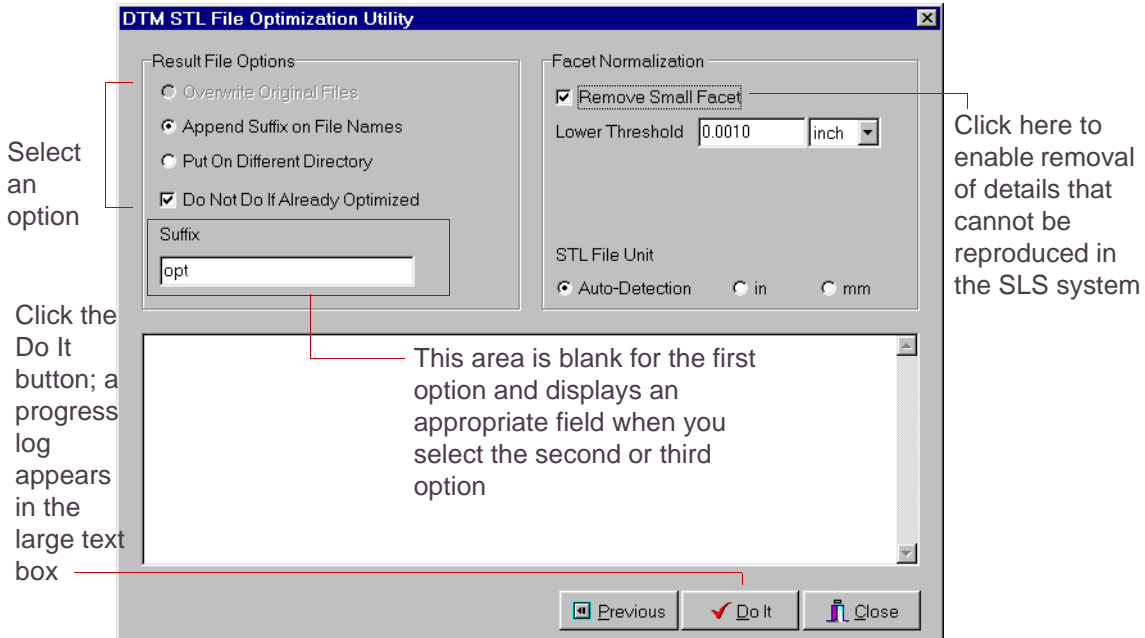 DTM STL File Optimization Utility
Result File Options
Overwrite Original Files
Append Suffix on File Names
Put On Different Directory
Do Not Do If Already Optimized
Suffix
opt
Facet Normalization
Remove Small Facet
Lower Threshold 0.0010 inch
STL File Unit
Auto-Detection in mm
Select
an
option
Click here to
enable removal
of details that
cannot be
reproduced in
the SLS system
Click the
Do It
button; a
progress
log
appears
in the
large text
box
This area is blank for the first
option and displays an
appropriate field when you
select the second or third
option
Previous Do It Close